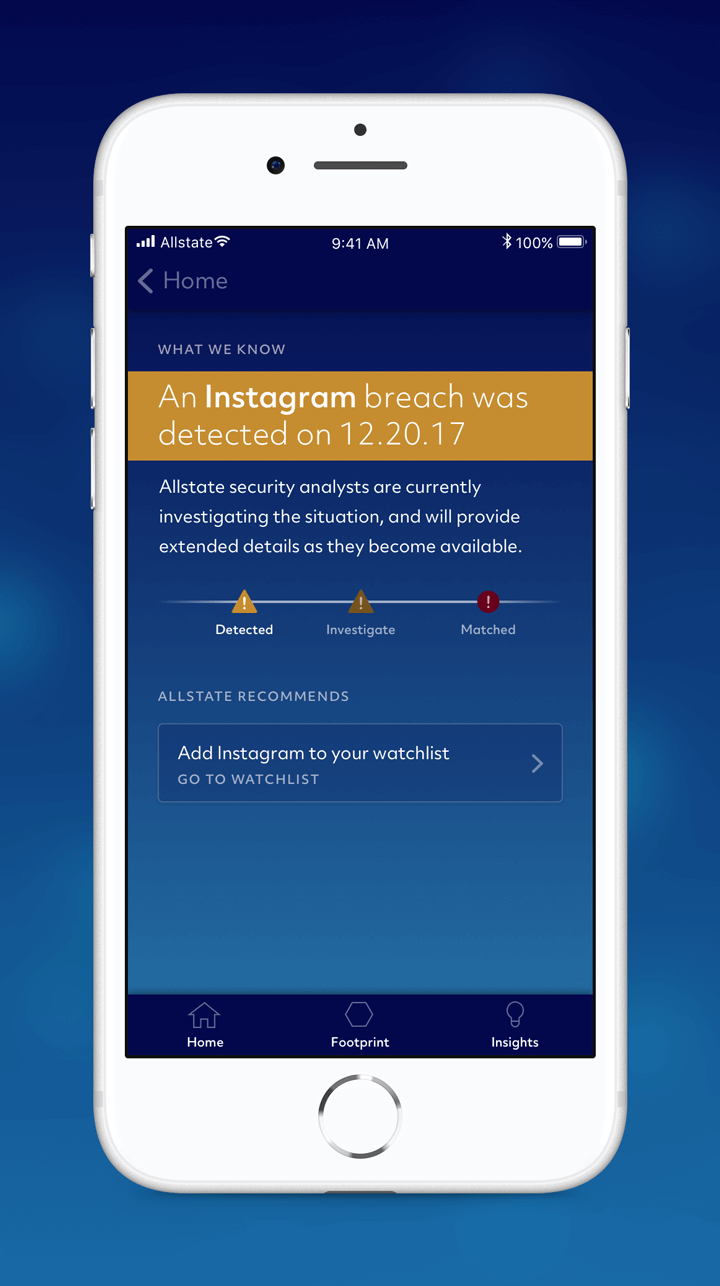 Allstate 9:41 AM 100%
Home
WHAT WE KNOW
An Instagram breach was
detected on 12.20.17
Allstate security analysts are currently
investigating the situation, and will provide
extended details as they become available.
Detected Investigate Matched
ALLSTATE RECOMMENDS
Add Instagram to your watchlist
GO TO WATCHLIST
Home Footprint Insights